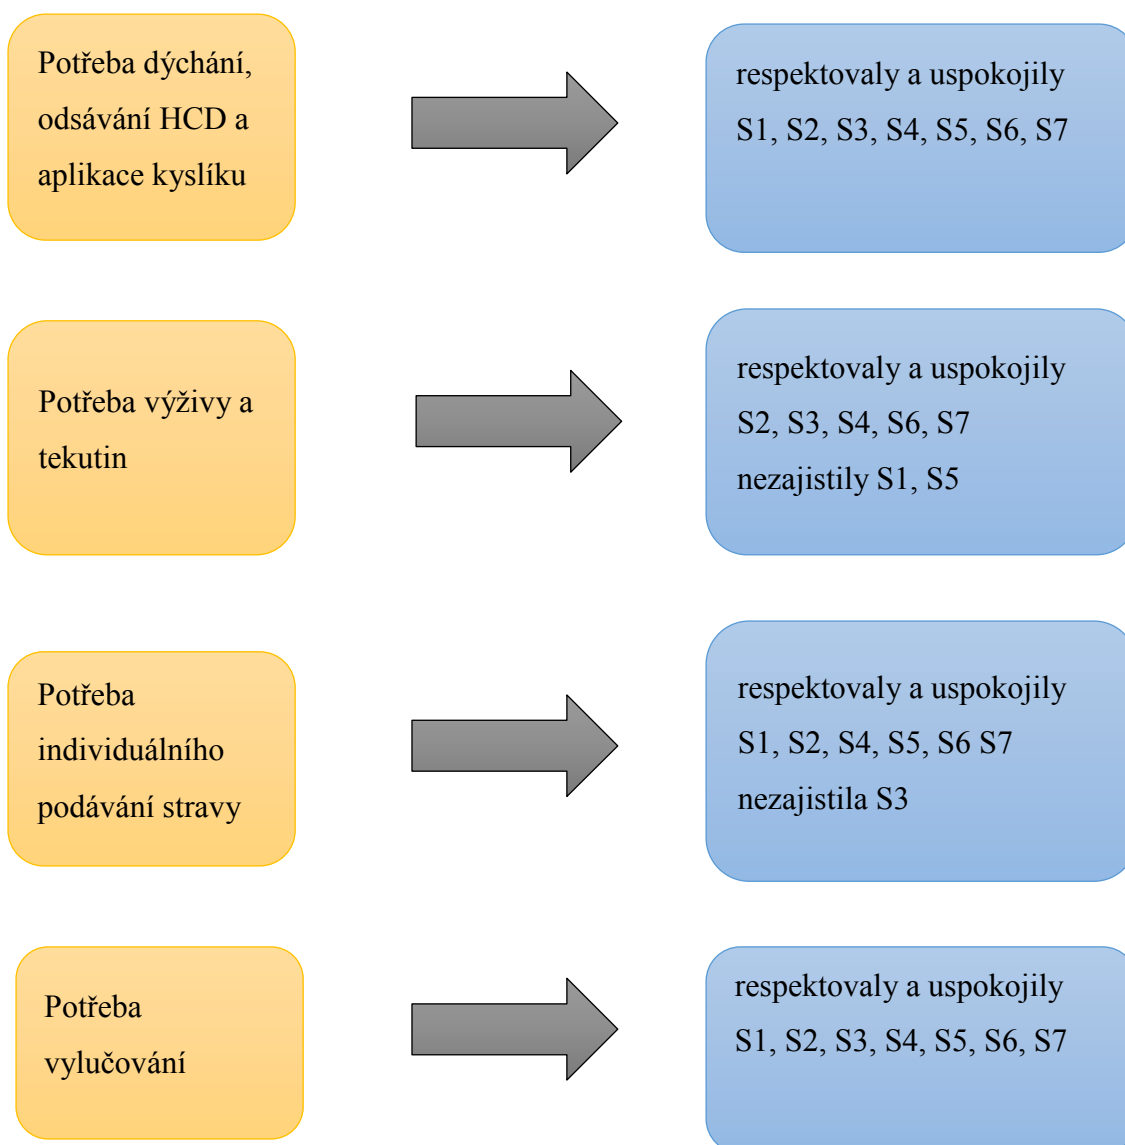 Potřeba dýchání,
odsávání HCD a
aplikace kyslíku
respektovaly a uspokojily
S1, S2, S3, S4, S5, S6, S7
Potřeba výživy a
tekutin
respektovaly a uspokojily
S2, S3, S4, S6, S7
nezajistily S1, S5
Potřeba
individuálního
podávání stravy
respektovaly a uspokojily
S1, S2, S4, S5, S6 S7
nezajistila S3
Potřeba
vylučování
respektovaly a uspokojily
S1, S2, S3, S4, S5, S6, S7